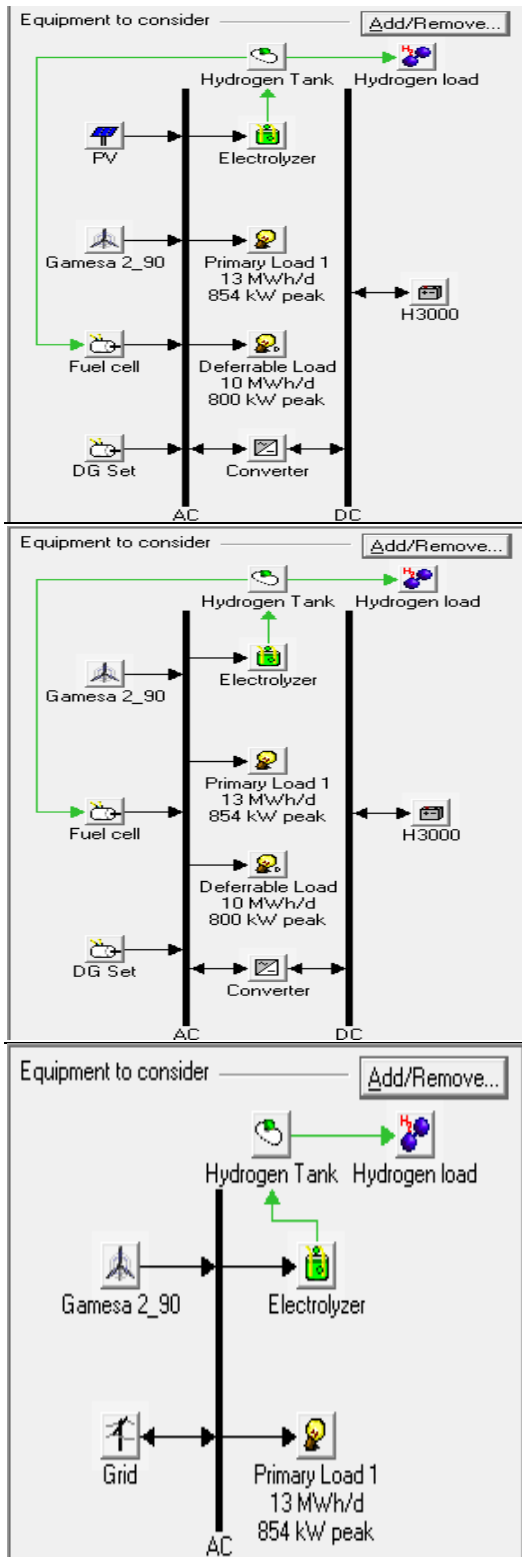 Equipment to consider
Add/Remove...
Hydrogen Tank
Hydrogen load
PV
Electrolyzer
Gamesa 2_90
Primary Load 1
13 MWh/d
854 kW peak
H3000
Fuel cell
Deferrable Load
10 MWh/d
800 kW peak
DG Set
Converter
AC
DC
Equipment to consider
Add/Remove...
Hydrogen Tank
Hydrogen load
Electrolyzer
Gamesa 2_90
Primary Load 1
13 MWh/d
854 kW peak
Fuel cell
H3000
Deferrable Load
10 MWh/d
800 kW peak
DG Set
Converter
AC
DC
Equipment to consider
Add/Remove...
H2
Hydrogen Tank
Hydrogen load
Gamesa 2_90
Electrolyzer
Grid
Primary Load 1
13 MWh/d
854 kW peak
AC